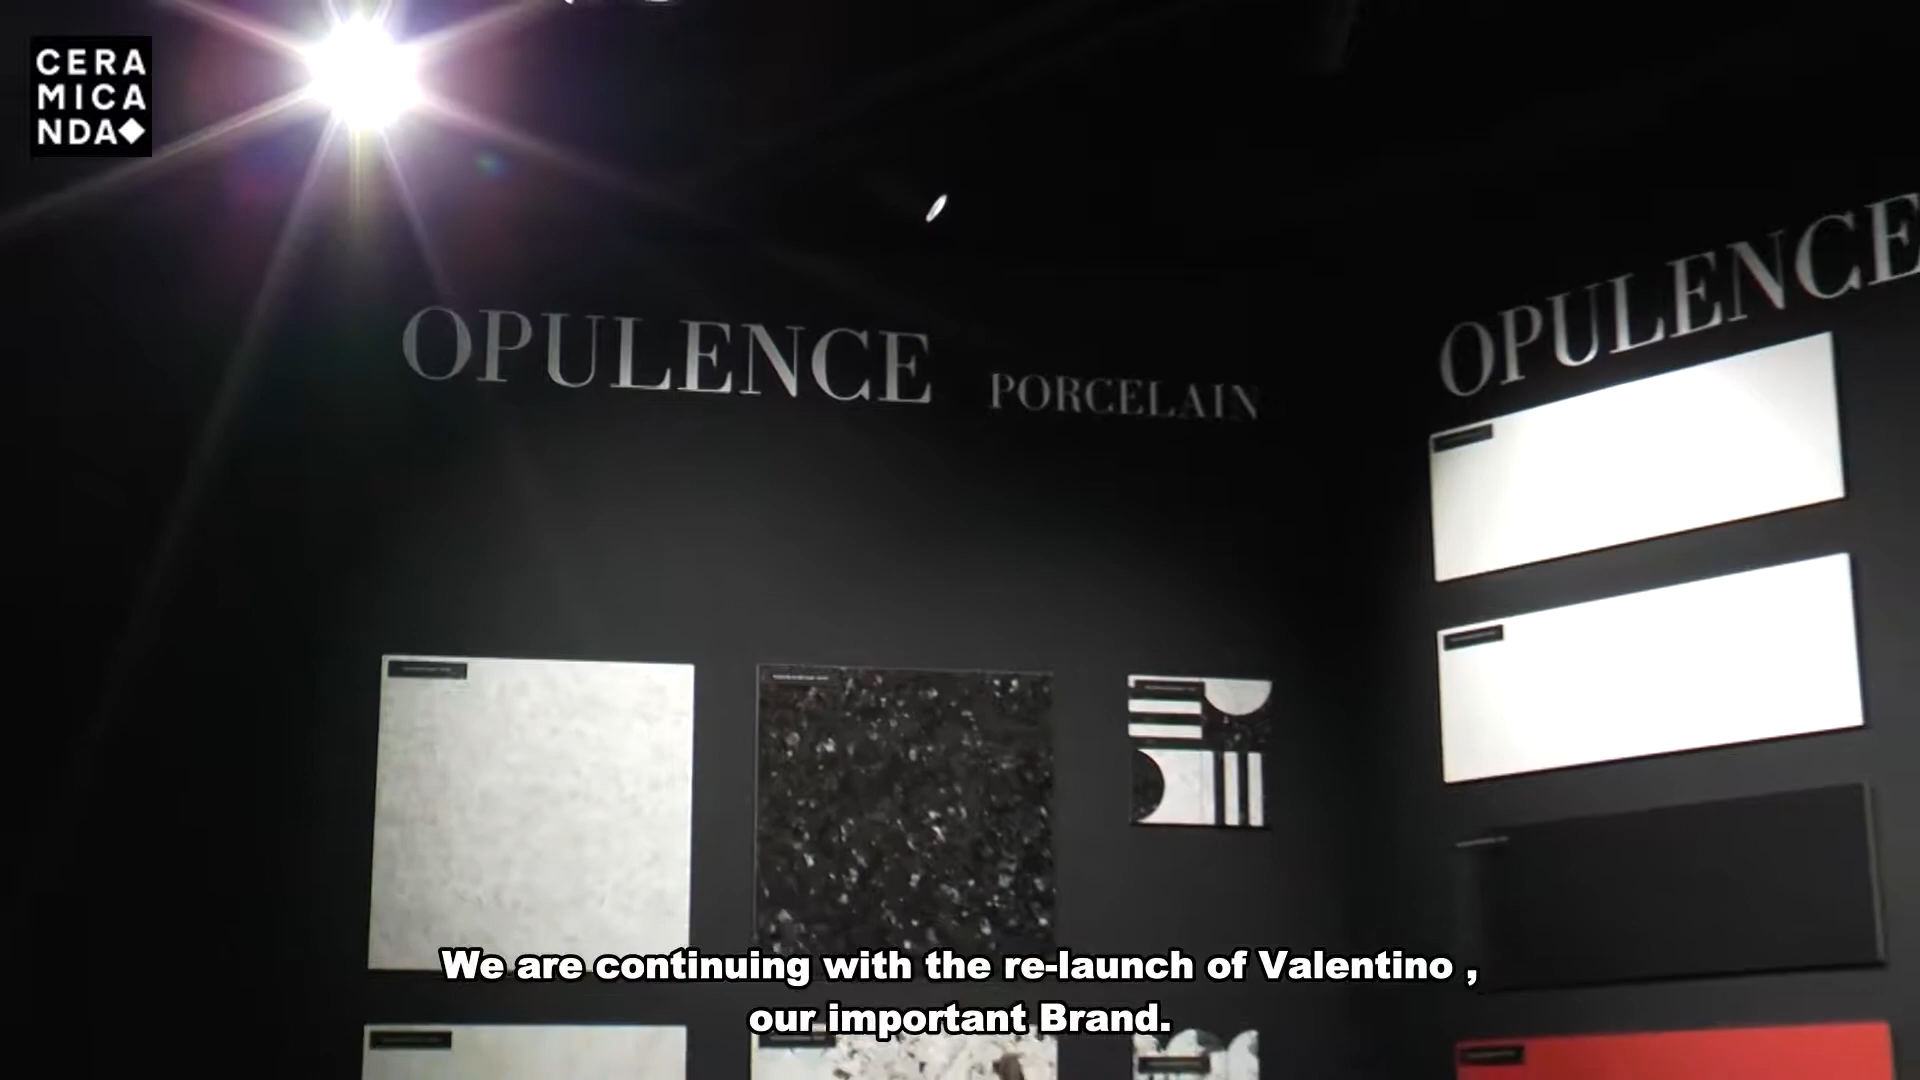 CERA
MICA
NDA
OPULENCE PORCELAIN
OPULENCE
We are continuing with the re-launch of Valentino ,
our important Brand.